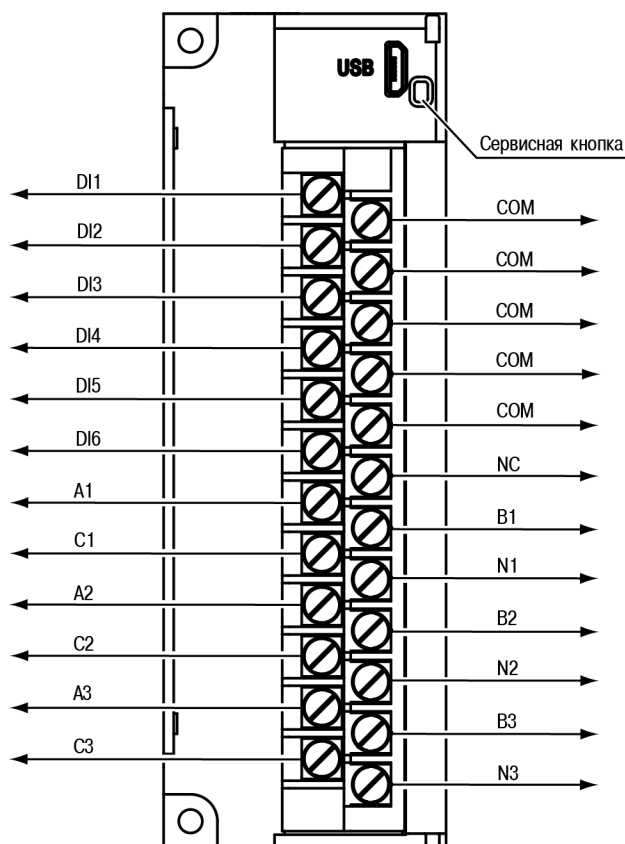 USB
Сервисная кнопка
DI1
COM
DI2
COM
DI3
COM
DI4
COM
DI5
COM
DI6
NC
A1
B1
C1
N1
A2
B2
C2
N2
A3
B3
C3
N3